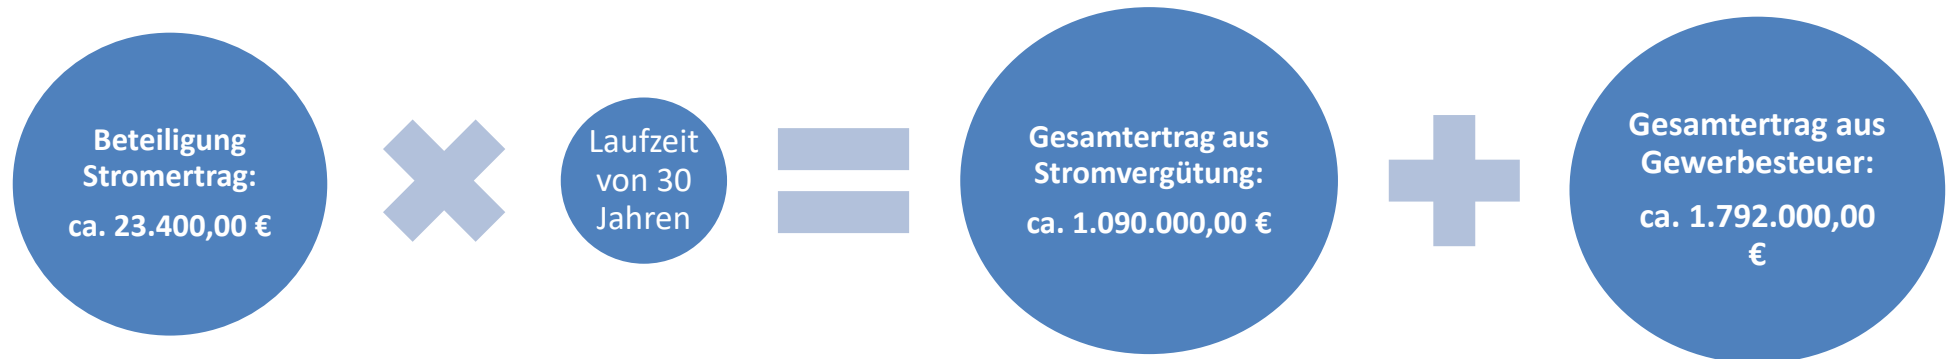 Beteiligung
Stromertrag:
ca. 23.400,00 €
Laufzeit
von 30
Jahren
Gesamtertrag aus
Stromvergütung:
ca. 1.090.000,00 €
Gesamtertrag aus
Gewerbesteuer:
ca. 1.792.000,00
€